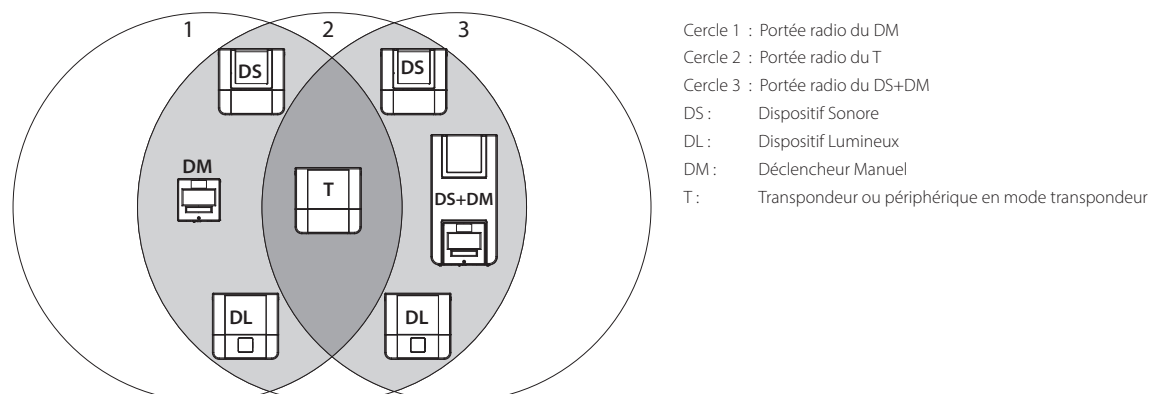 1 2 3
DS DS
DM
T
DS+DM
DL DL
Cercle 1 : Portée radio du DM
Cercle 2 : Portée radio du T
Cercle 3 : Portée radio du DS+DM
DS : Dispositif Sonore
DL : Dispositif Lumineux
DM : Déclencheur Manuel
T : Transpondeur ou périphérique en mode transpondeur